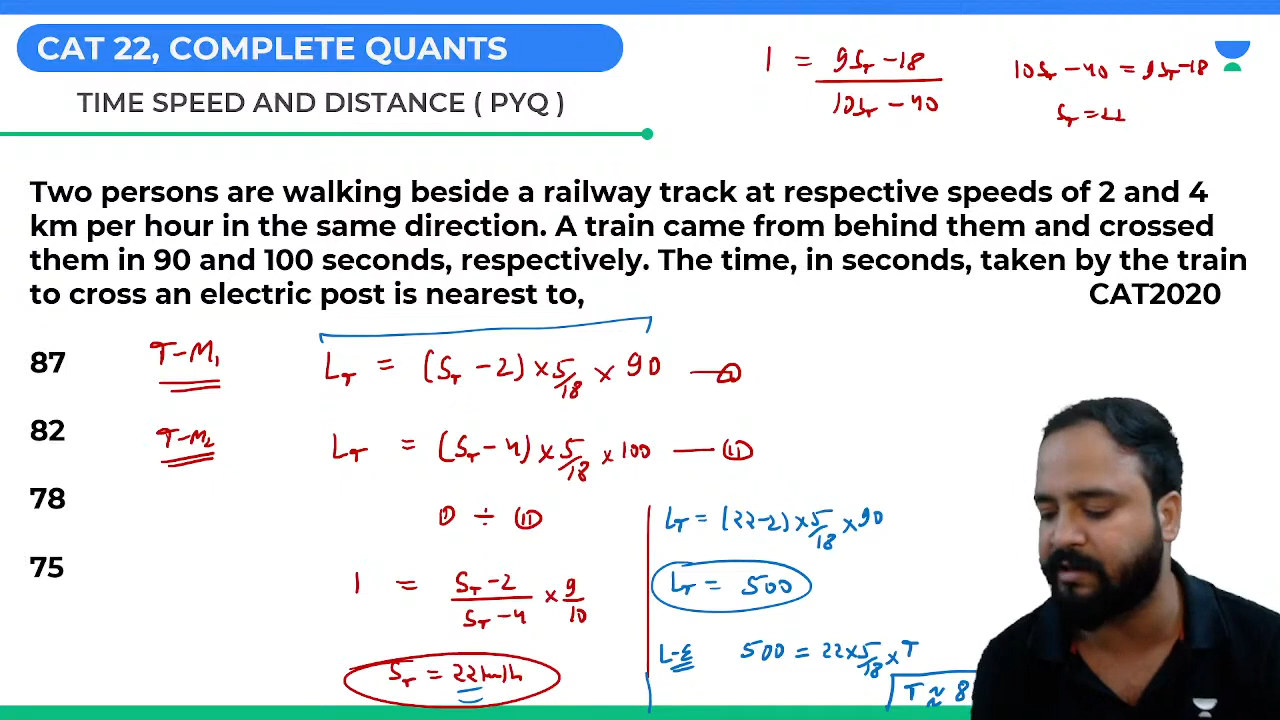 CAT 22, COMPLETE QUANTS
TIME SPEED AND DISTANCE ( PYQ )
1 = 9S_T - 18 / 10S_T - 40
10S_T - 40 = 9S_T - 18
S_T = 22
Two persons are walking beside a railway track at respective speeds of 2 and 4
km per hour in the same direction. A train came from behind them and crossed
them in 90 and 100 seconds, respectively. The time, in seconds, taken by the train
to cross an electric post is nearest to, CAT2020
87
82
78
75
T-M₁ L_T = (S_T - 2) × 5/18 × 90 — ①
T-M₂ L_T = (S_T - 4) × 5/18 × 100 — ⑪
① ÷ ⑪
1 = S_T - 2 / S_T - 4 × 9/10
S_T = 22 km/h
L_T = (22-2) × 5/18 × 90
L_T = 500
L-E 500 = 22 × 5/18 × T
T ≈ 8